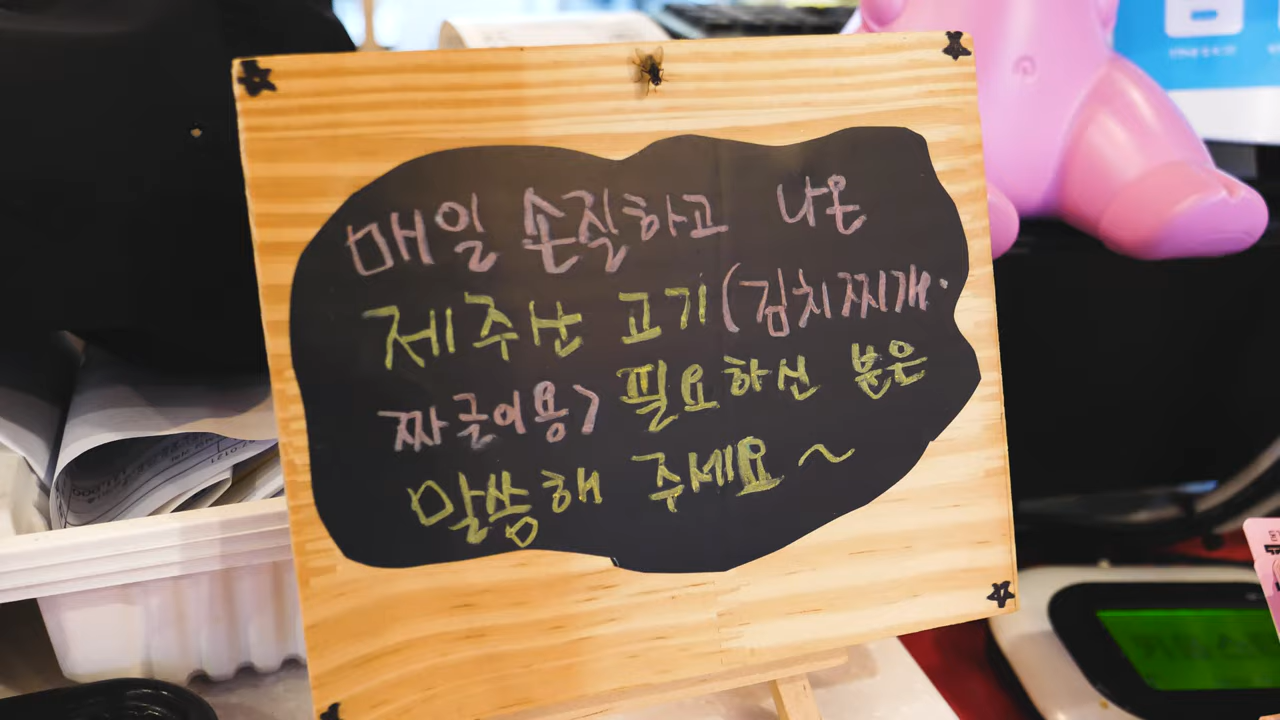 매일 손질하고 나온
제주산 고기(김치찌개·
짜글이용) 필요하신 분은
말씀해 주세요~